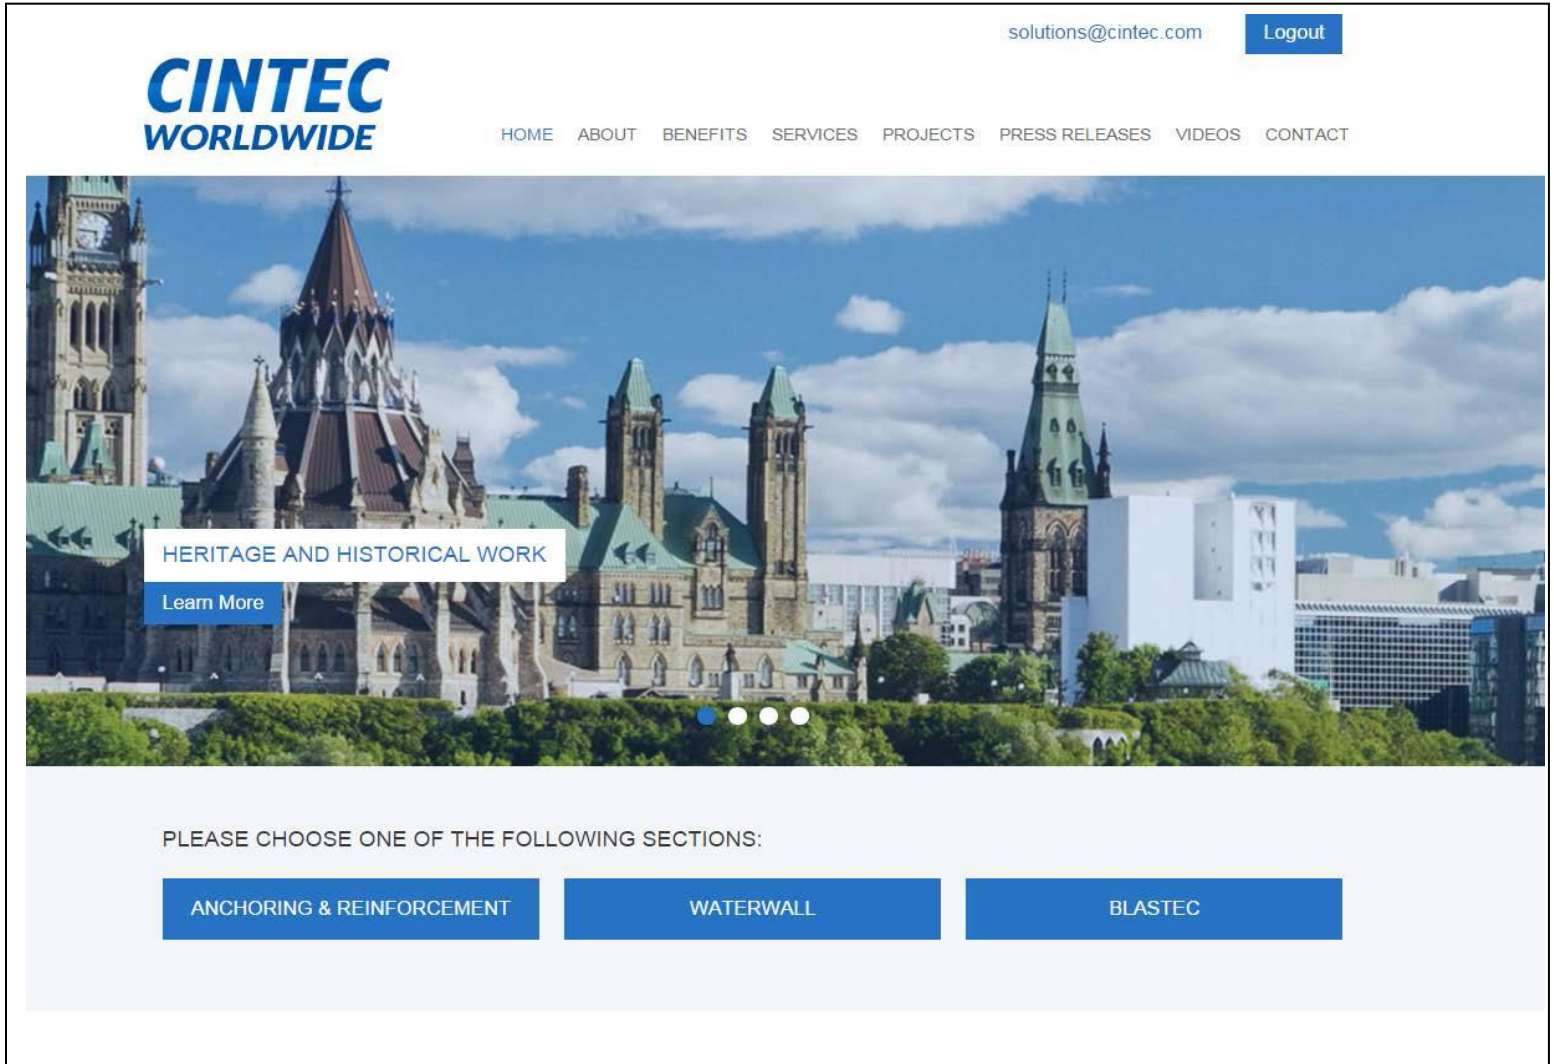 solutions@cintec.com Logout
CINTEC
WORLDWIDE
HOME ABOUT BENEFITS SERVICES PROJECTS PRESS RELEASES VIDEOS CONTACT
HERITAGE AND HISTORICAL WORK
Learn More
PLEASE CHOOSE ONE OF THE FOLLOWING SECTIONS:
ANCHORING & REINFORCEMENT WATERWALL BLASTEC